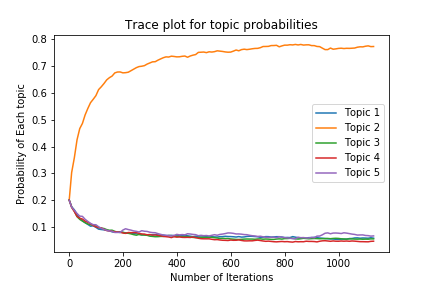 Trace plot for topic probabilities
Probability of Each topic
0.8
0.7
0.6
0.5
0.4
0.3
0.2
0.1
Topic 1
Topic 2
Topic 3
Topic 4
Topic 5
0 200 400 600 800 1000
Number of Iterations